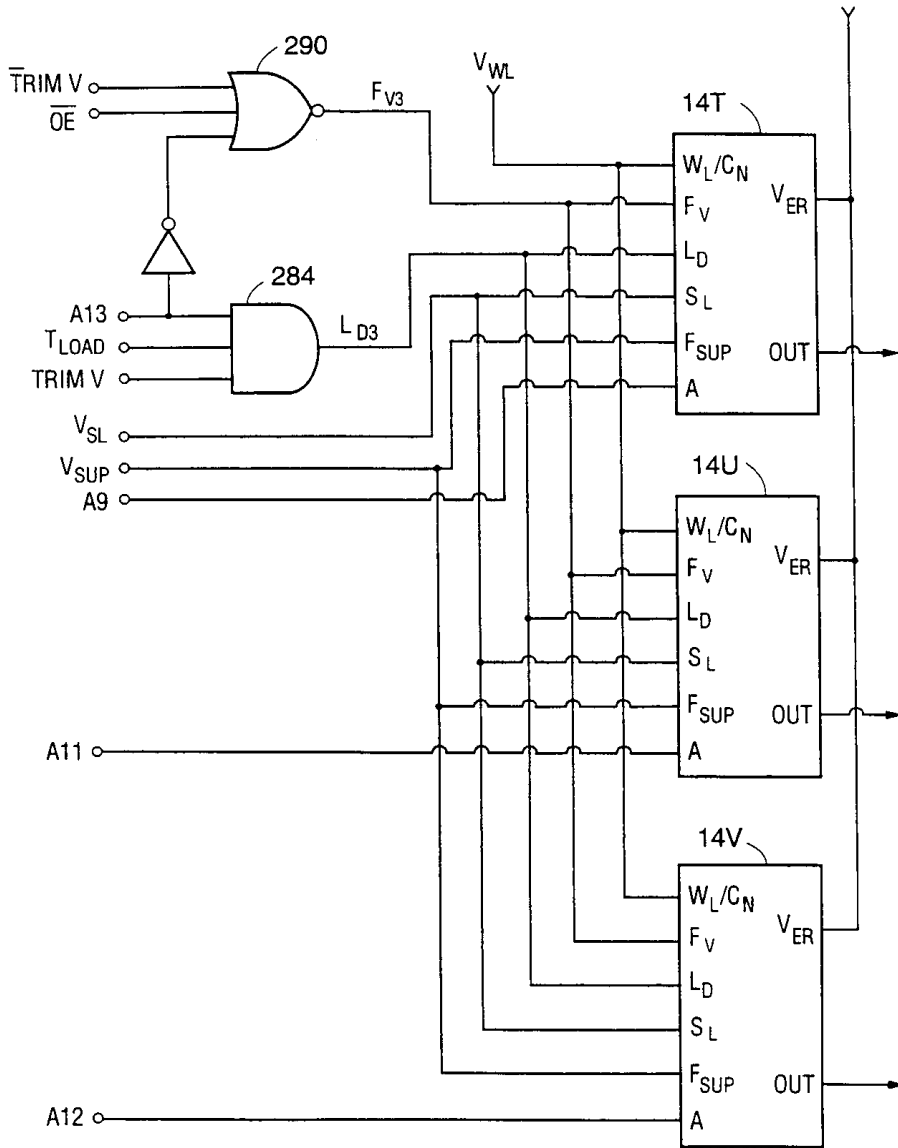 290
T̅RIM V
F_V3
V_WL
O̅E̅
14T
W_L/C_N
V_ER
F_V
L_D
284
A13
L_D3
S_L
T_LOAD
F_SUP
OUT
TRIM V
A
V_SL
V_SUP
14U
A9
W_L/C_N
V_ER
F_V
L_D
S_L
F_SUP
OUT
A11
A
14V
W_L/C_N
V_ER
F_V
L_D
S_L
F_SUP
OUT
A12
A